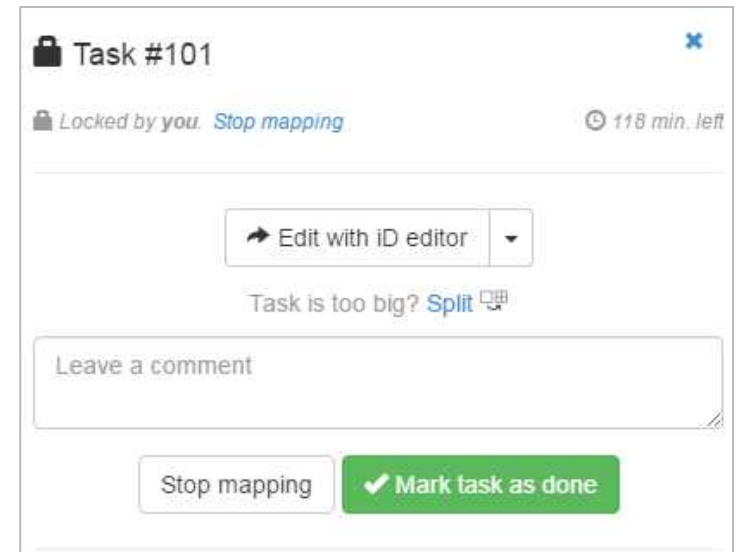 Task #101
Locked by you. Stop mapping 118 min. left
Edit with iD editor
Task is too big? Split
Leave a comment
Stop mapping Mark task as done